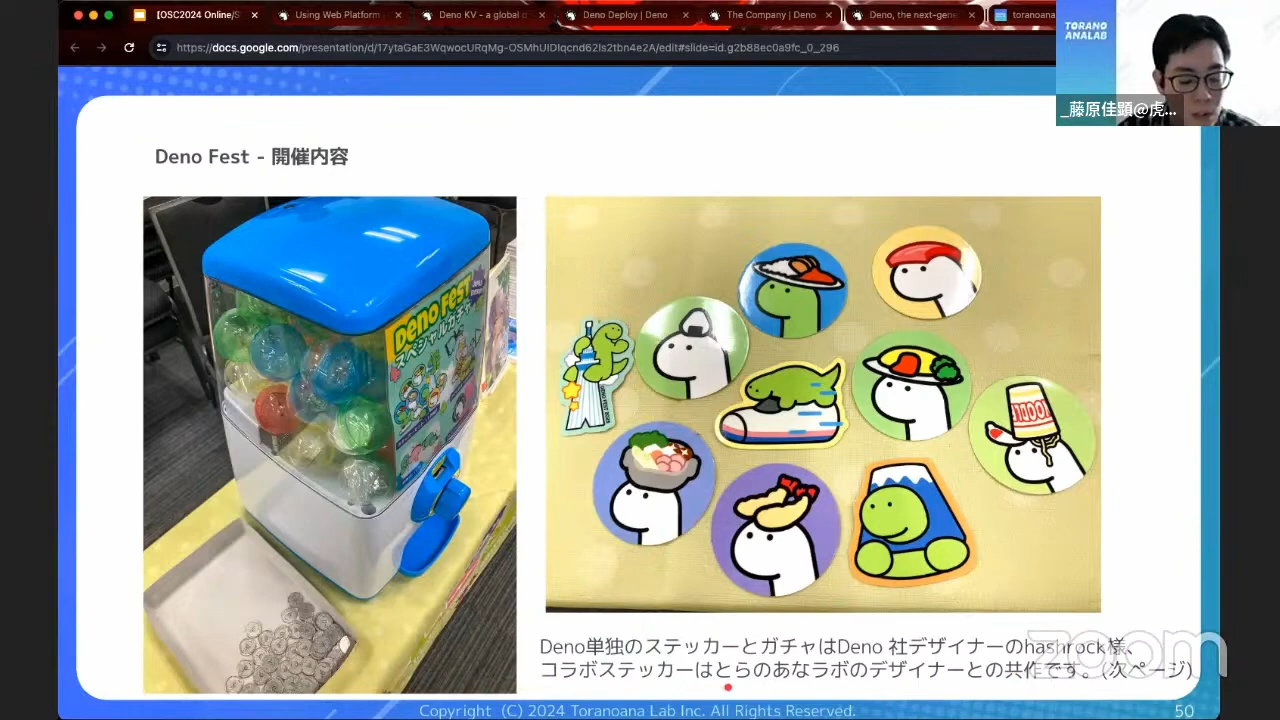 [OSC2024 Online/S
Using Web Platform
Deno KV - a global d
Deno Deploy | Deno
The Company | Deno
Deno, the next-gene
toranoana
https://docs.google.com/presentation/d/17ytaGaE3WqwocURqMg-OSMhUIDIqcnd62Is2tbn4e2A/edit#slide=id.g2b88ec0a9fc_0_296
TORANO
ANALAB
_藤原佳顕@虎...
Deno Fest - 開催内容
Deno Fest
スペシャルガチャ
Deno単独のステッカーとガチャはDeno 社デザイナーのhashrock様、
コラボステッカーはとらのあなラボのデザイナーとの共作です。(次ページ)
zoom
Copyright (C) 2024 Toranoana Lab Inc. All Rights Reserved.
50